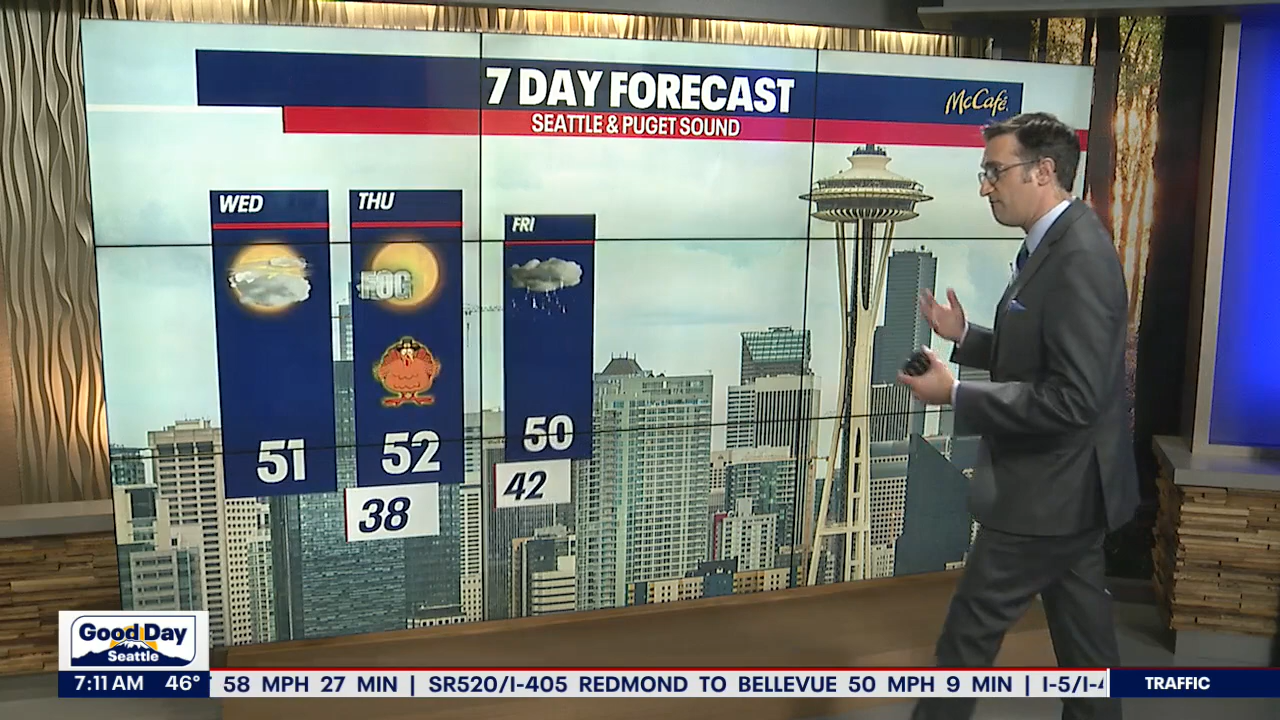 7 DAY FORECAST
McCafé
SEATTLE & PUGET SOUND
WED
THU
FRI
FOG
51
52
50
38
42
Good Day
Seattle
7:11 AM 46°
58 MPH 27 MIN | SR520/I-405 REDMOND TO BELLEVUE 50 MPH 9 MIN | I-5/I-4
TRAFFIC